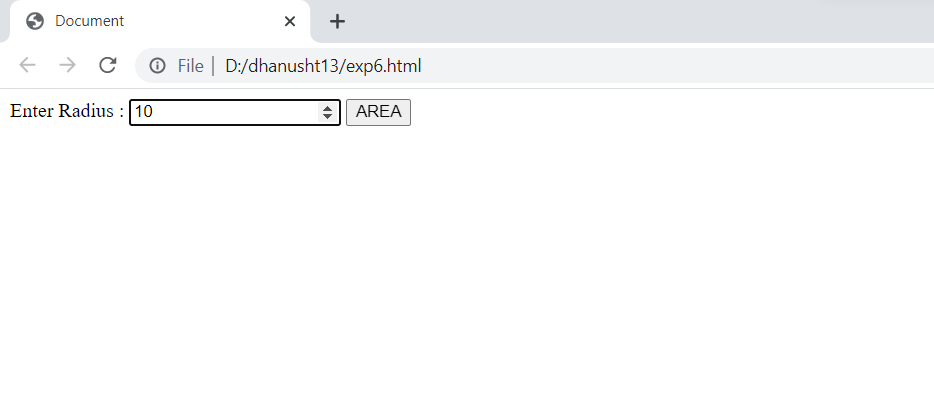 Document
File D:/dhanusht13/exp6.html
Enter Radius : 10 AREA